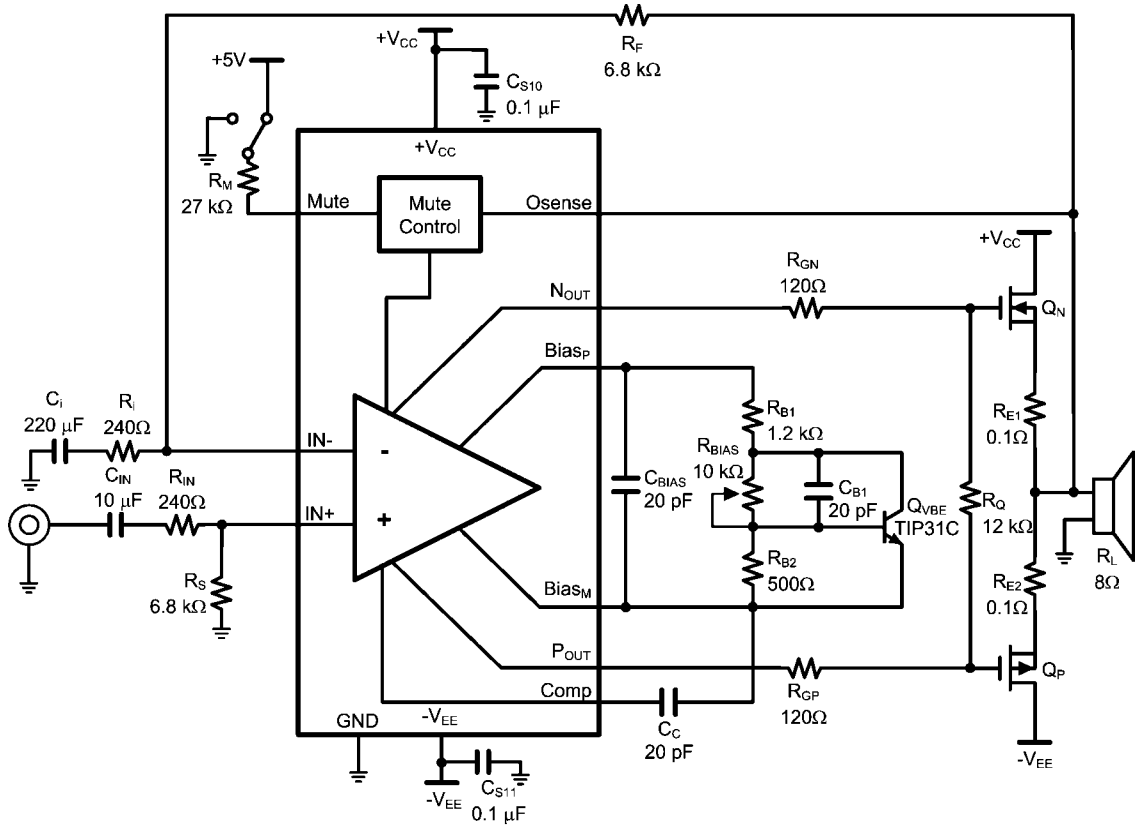 +VCC
RF
6.8 kΩ
+5V
CS10
0.1 µF
+VCC
RM
27 kΩ
Mute
Mute
Control
Osense
+VCC
RGN
120Ω
NOUT
QN
BiasP
Ci
220 µF
Ri
240Ω
RB1
1.2 kΩ
RE1
0.1Ω
IN-
-
RBIAS
10 kΩ
CIN
10 µF
RIN
240Ω
CBIAS
20 pF
CB1
20 pF
QVBE
TIP31C
RQ
12 kΩ
IN+
+
RL
8Ω
RS
6.8 kΩ
RB2
500Ω
RE2
0.1Ω
BiasM
POUT
QP
Comp
RGP
120Ω
GND
-VEE
CC
20 pF
-VEE
CS11
0.1 µF
-VEE